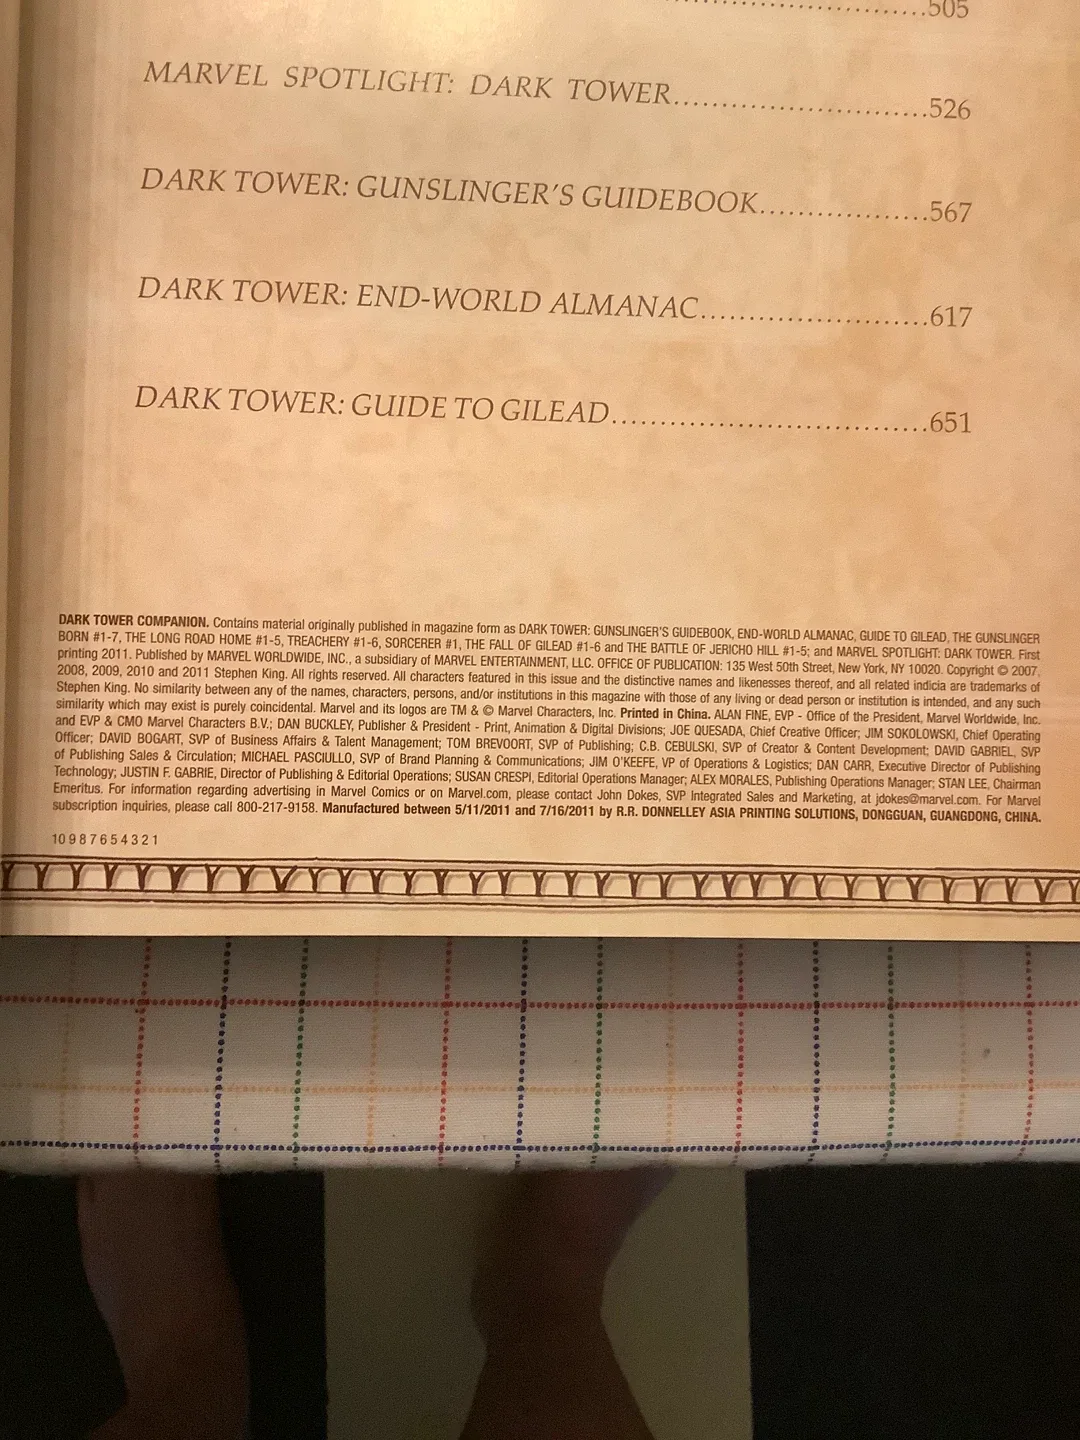 ..............................505
MARVEL SPOTLIGHT: DARK TOWER..........................526
DARK TOWER: GUNSLINGER'S GUIDEBOOK.................567
DARK TOWER: END-WORLD ALMANAC.......................617
DARK TOWER: GUIDE TO GILEAD................................651
DARK TOWER COMPANION. Contains material originally published in magazine form as DARK TOWER: GUNSLINGER'S GUIDEBOOK, END-WORLD ALMANAC, GUIDE TO GILEAD, THE GUNSLINGER
BORN #1-7, THE LONG ROAD HOME #1-5, TREACHERY #1-6, SORCERER #1, THE FALL OF GILEAD #1-6 and THE BATTLE OF JERICHO HILL #1-5; and MARVEL SPOTLIGHT: DARK TOWER. First
printing 2011. Published by MARVEL WORLDWIDE, INC., a subsidiary of MARVEL ENTERTAINMENT, LLC. OFFICE OF PUBLICATION: 135 West 50th Street, New York, NY 10020. Copyright © 2007,
2008, 2009, 2010 and 2011 Stephen King. All rights reserved. All characters featured in this issue and the distinctive names and likenesses thereof, and all related indicia are trademarks of
Stephen King. No similarity between any of the names, characters, persons, and/or institutions in this magazine with those of any living or dead person or institution is intended, and any such
similarity which may exist is purely coincidental. Marvel and its logos are TM & © Marvel Characters, Inc. Printed in China. ALAN FINE, EVP - Office of the President, Marvel Worldwide, Inc.
and EVP & CMO Marvel Characters B.V.; DAN BUCKLEY, Publisher & President - Print, Animation & Digital Divisions; JOE QUESADA, Chief Creative Officer; JIM SOKOLOWSKI, Chief Operating
Officer; DAVID BOGART, SVP of Business Affairs & Talent Management; TOM BREVOORT, SVP of Publishing; C.B. CEBULSKI, SVP of Creator & Content Development; DAVID GABRIEL, SVP
of Publishing Sales & Circulation; MICHAEL PASCIULLO, SVP of Brand Planning & Communications; JIM O'KEEFE, VP of Operations & Logistics; DAN CARR, Executive Director of Publishing
Technology; JUSTIN F. GABRIE, Director of Publishing & Editorial Operations; SUSAN CRESPI, Editorial Operations Manager; ALEX MORALES, Publishing Operations Manager; STAN LEE, Chairman
Emeritus. For information regarding advertising in Marvel Comics or on Marvel.com, please contact John Dokes, SVP Integrated Sales and Marketing, at jdokes@marvel.com. For Marvel
subscription inquiries, please call 800-217-9158. Manufactured between 5/11/2011 and 7/16/2011 by R.R. DONNELLEY ASIA PRINTING SOLUTIONS, DONGGUAN, GUANGDONG, CHINA.
10 9 8 7 6 5 4 3 2 1